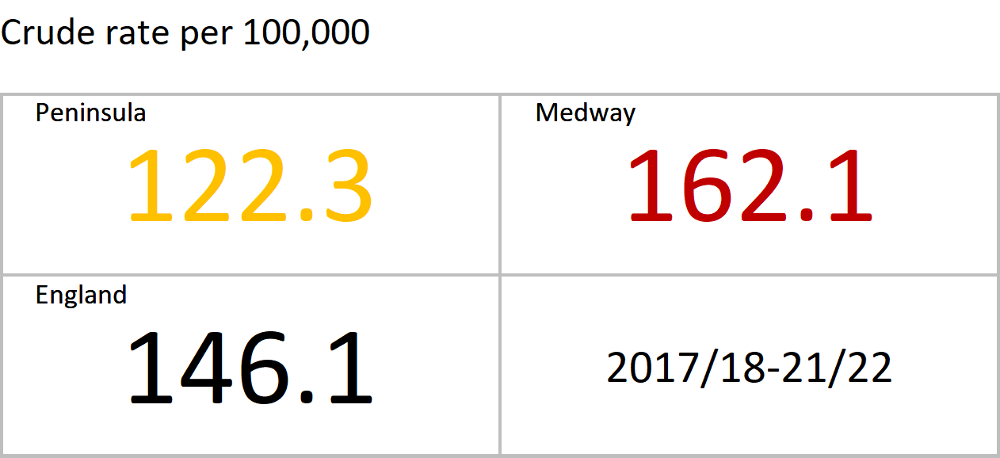 Crude rate per 100,000
Peninsula
122.3
Medway
162.1
England
146.1
2017/18-21/22